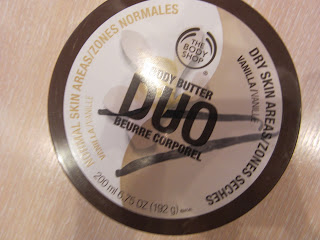 NORMAL SKIN AREAS/ZONES NORMALES
VANILLA/VANILLE
THE
BODY
SHOP
BODY BUTTER
DUO
BEURRE CORPOREL
DRY SKIN AREAS/ZONES SECHES
VANILLA/VANILLE
200 ml 6.75 OZ (192 g)